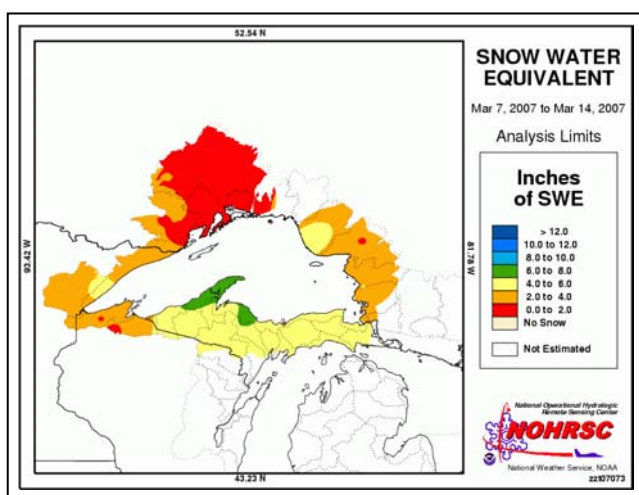 52.54 N
93.42 W
81.78 W
43.23 N
SNOW WATER
EQUIVALENT
Mar 7, 2007 to Mar 14, 2007
Analysis Limits
Inches
of SWE
> 12.0
10.0 to 12.0
8.0 to 10.0
6.0 to 8.0
4.0 to 6.0
2.0 to 4.0
0.0 to 2.0
No Snow
Not Estimated
National Operational Hydrologic
Remote Sensing Center
NOHRSC
National Weather Service, NOAA
zzt07073